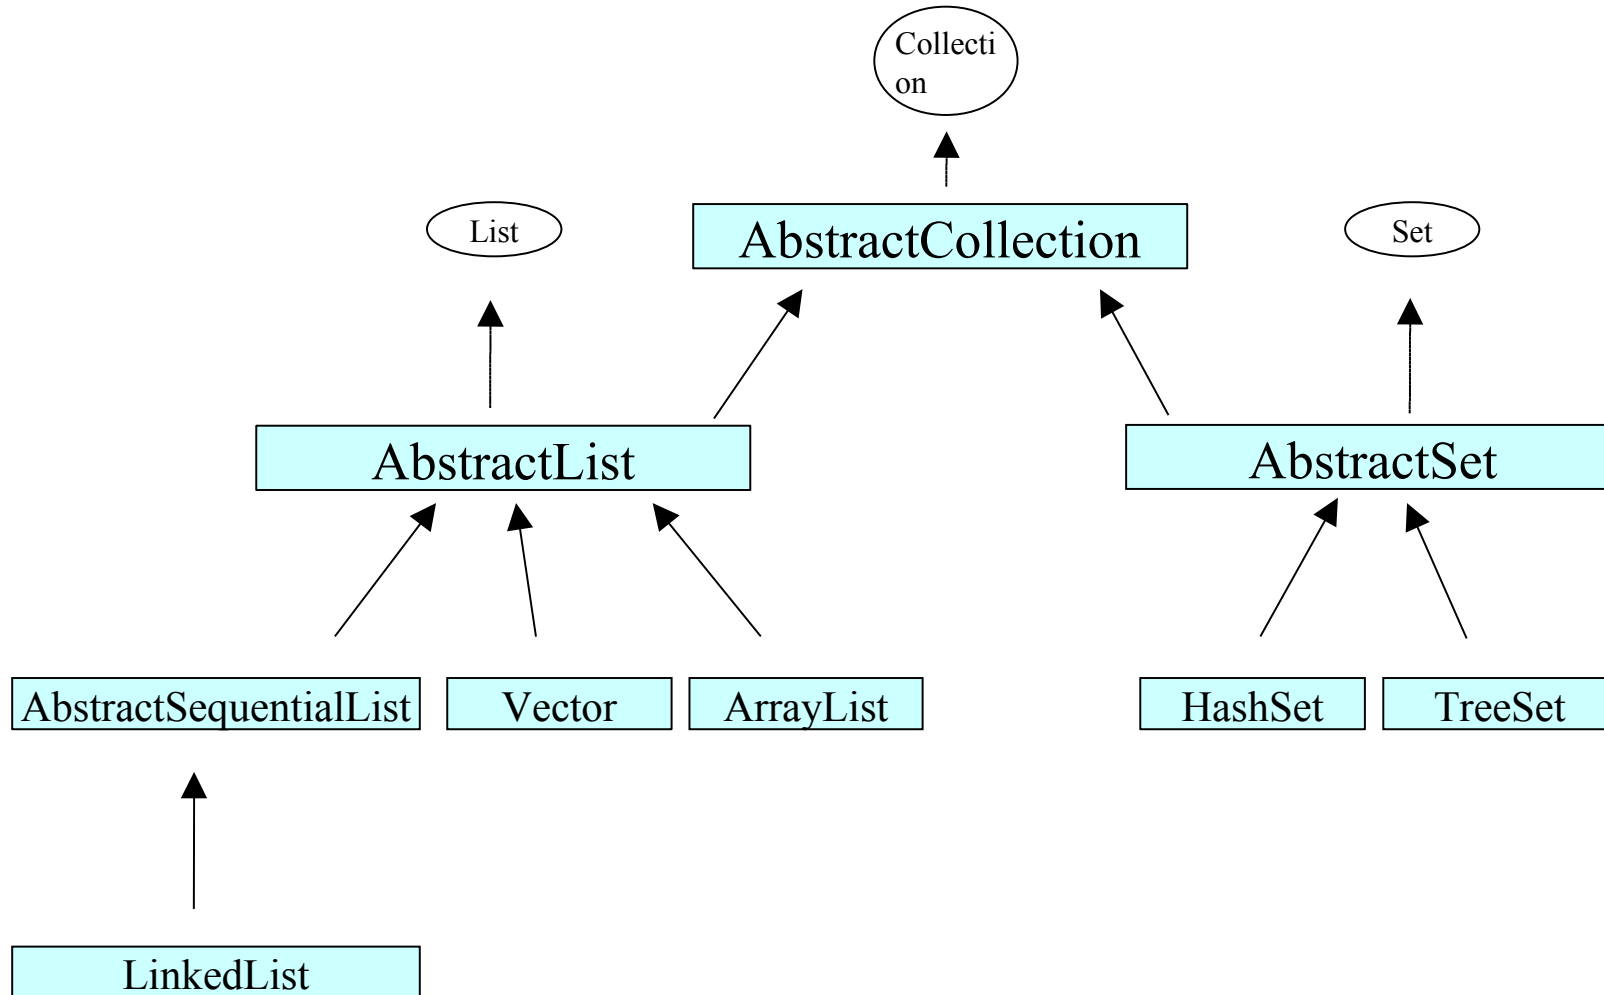 Collecti
on
List
AbstractCollection
Set
AbstractList
AbstractSet
AbstractSequentialList
Vector
ArrayList
HashSet
TreeSet
LinkedList